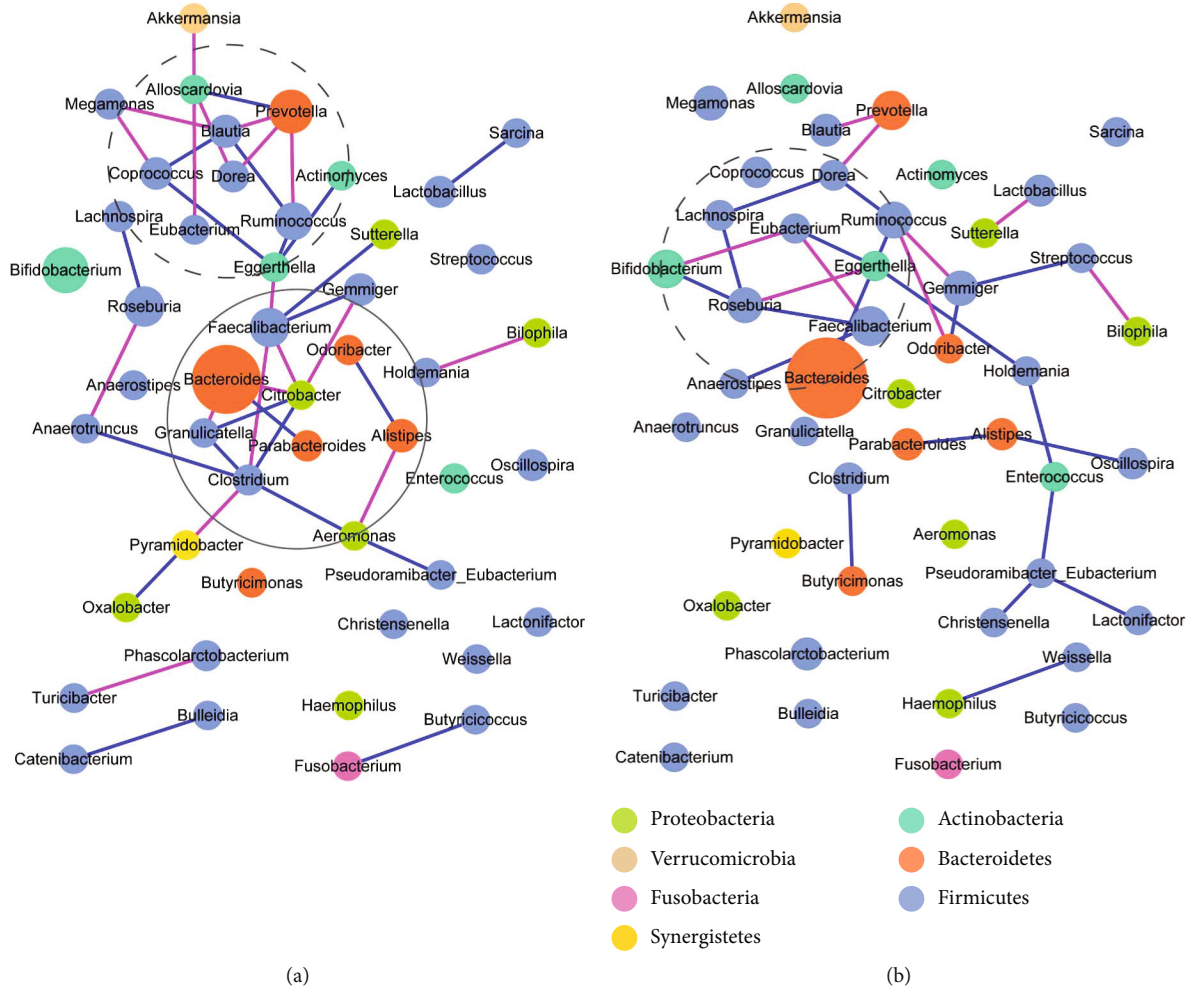 Akkermansia
Alloscardovia
Megamonas
Prevotella
Blautia
Sarcina
Coprococcus
Dorea
Actinomyces
Lactobacillus
Lachnospira
Eubacterium
Ruminococcus
Sutterella
Bifidobacterium
Eggerthella
Streptococcus
Gemmiger
Roseburia
Faecalibacterium
Bilophila
Odoribacter
Holdemania
Anaerostipes
Bacteroides
Citrobacter
Anaerotruncus
Granulicatella
Parabacteroides
Alistipes
Oscillospira
Clostridium
Enterococcus
Pyramidobacter
Aeromonas
Butyricimonas
Pseudoramibacter_Eubacterium
Oxalobacter
Christensenella
Lactonifactor
Phascolarctobacterium
Weissella
Turicibacter
Bulleidia
Haemophilus
Butyricicoccus
Catenibacterium
Fusobacterium
(a)
Akkermansia
Alloscardovia
Megamonas
Prevotella
Blautia
Sarcina
Coprococcus
Dorea
Actinomyces
Lactobacillus
Lachnospira
Eubacterium
Ruminococcus
Sutterella
Bifidobacterium
Eggerthella
Streptococcus
Gemmiger
Roseburia
Faecalibacterium
Bilophila
Odoribacter
Holdemania
Anaerostipes
Bacteroides
Citrobacter
Anaerotruncus
Granulicatella
Parabacteroides
Alistipes
Oscillospira
Clostridium
Enterococcus
Pyramidobacter
Aeromonas
Butyricimonas
Pseudoramibacter_Eubacterium
Oxalobacter
Christensenella
Lactonifactor
Phascolarctobacterium
Weissella
Turicibacter
Bulleidia
Haemophilus
Butyricicoccus
Catenibacterium
Fusobacterium
Proteobacteria
Verrucomicrobia
Fusobacteria
Synergistetes
Actinobacteria
Bacteroidetes
Firmicutes
(b)